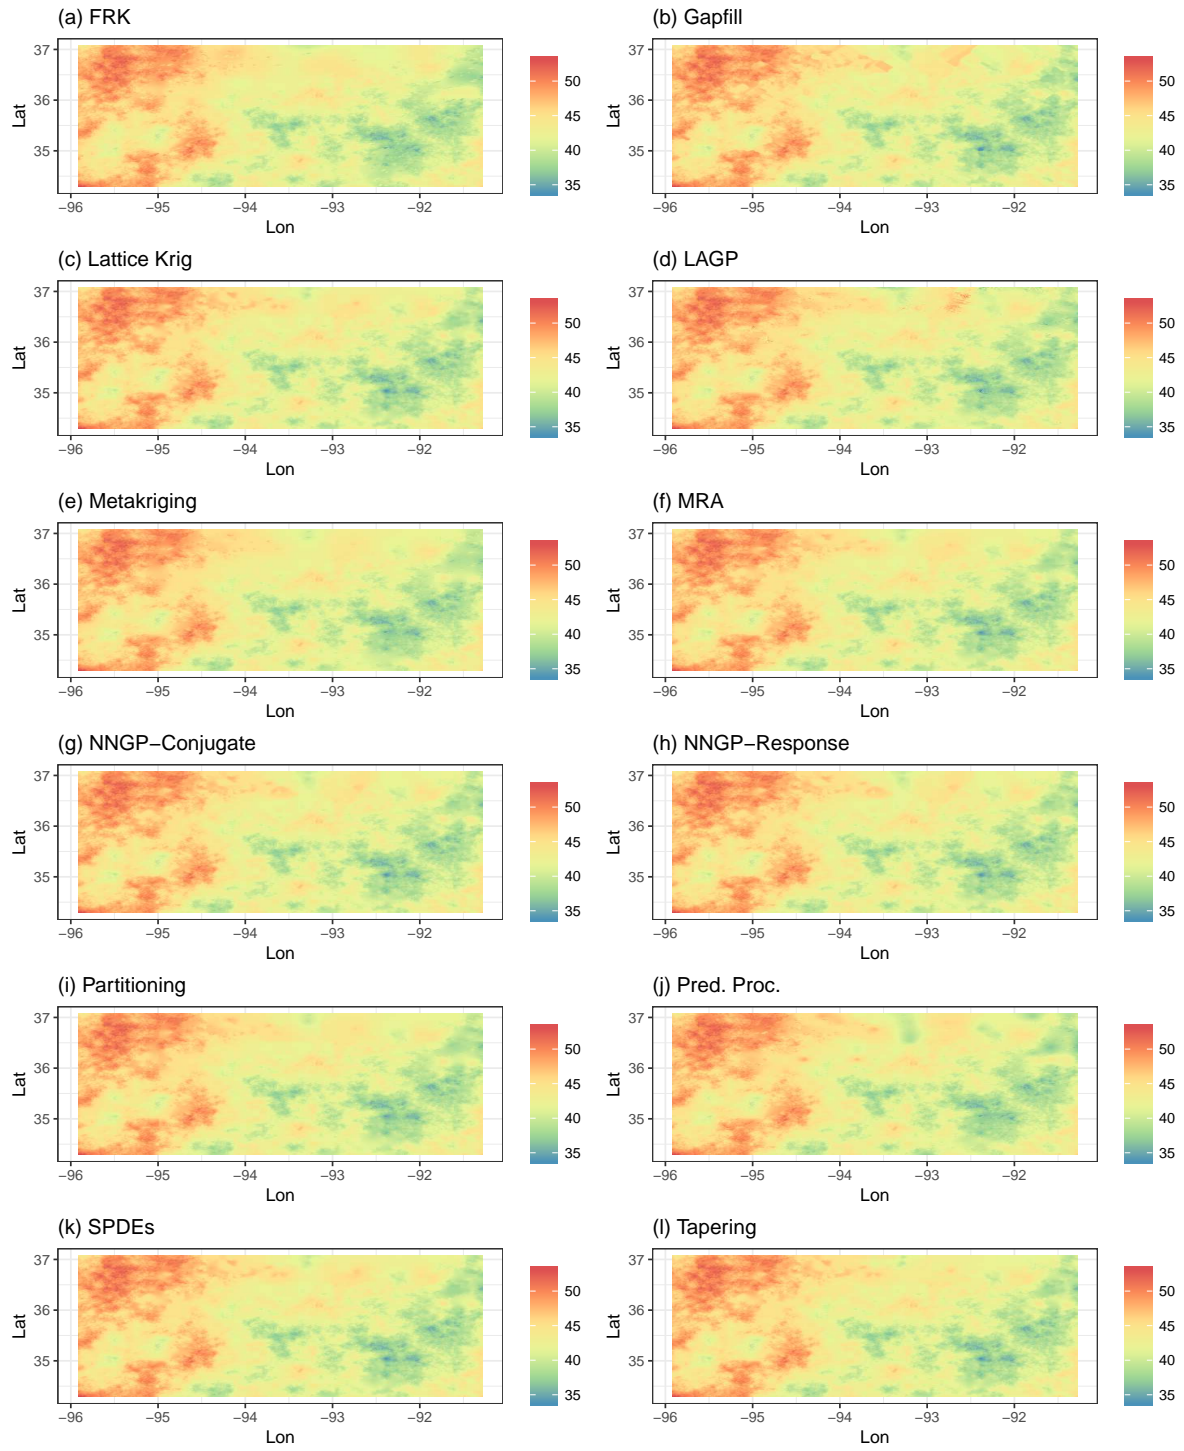 (a) FRK
37
36
35
Lat
−96 −95 −94 −93 −92
Lon
50
45
40
35
(b) Gapfill
37
36
35
Lat
−96 −95 −94 −93 −92
Lon
50
45
40
35
(c) Lattice Krig
37
36
35
Lat
−96 −95 −94 −93 −92
Lon
50
45
40
35
(d) LAGP
37
36
35
Lat
−96 −95 −94 −93 −92
Lon
50
45
40
35
(e) Metakriging
37
36
35
Lat
−96 −95 −94 −93 −92
Lon
50
45
40
35
(f) MRA
37
36
35
Lat
−96 −95 −94 −93 −92
Lon
50
45
40
35
(g) NNGP−Conjugate
37
36
35
Lat
−96 −95 −94 −93 −92
Lon
50
45
40
35
(h) NNGP−Response
37
36
35
Lat
−96 −95 −94 −93 −92
Lon
50
45
40
35
(i) Partitioning
37
36
35
Lat
−96 −95 −94 −93 −92
Lon
50
45
40
35
(j) Pred. Proc.
37
36
35
Lat
−96 −95 −94 −93 −92
Lon
50
45
40
35
(k) SPDEs
37
36
35
Lat
−96 −95 −94 −93 −92
Lon
50
45
40
35
(l) Tapering
37
36
35
Lat
−96 −95 −94 −93 −92
Lon
50
45
40
35